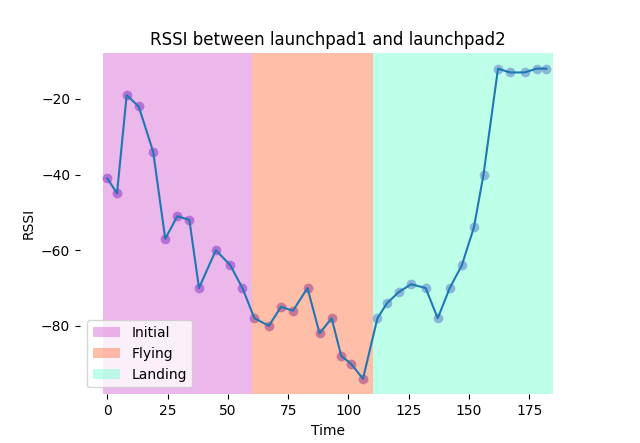 RSSI between launchpad1 and launchpad2
−20
−40
−60
−80
RSSI
Initial
Flying
Landing
0 25 50 75 100 125 150 175
Time